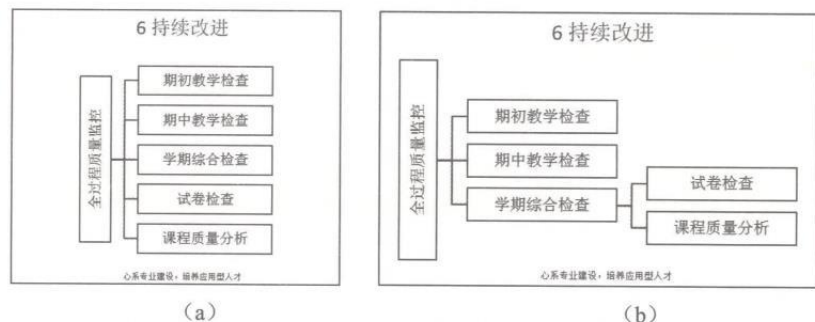 6 持续改进
全过程质量监控
期初教学检查
期中教学检查
学期综合检查
试卷检查
课程质量分析
心系专业建设,培养应用型人才
(a)
6 持续改进
全过程质量监控
期初教学检查
期中教学检查
学期综合检查
试卷检查
课程质量分析
心系专业建设,培养应用型人才
(b)